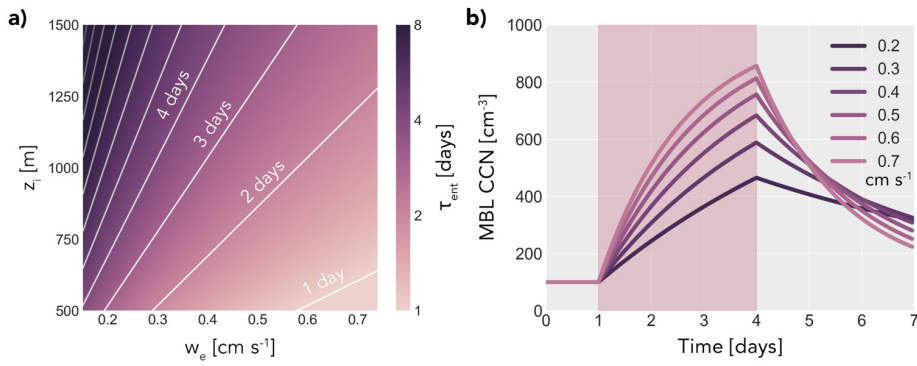 a)
1500
1250
1000
750
500
z_i [m]
4 days
3 days
2 days
1 day
0.2 0.3 0.4 0.5 0.6 0.7
w_e [cm s⁻¹]
8
4
2
1
τ_ent [days]
b)
1000
800
600
400
200
0
MBL CCN [cm⁻³]
0.2
0.3
0.4
0.5
0.6
0.7
cm s⁻¹
0 1 2 3 4 5 6 7
Time [days]